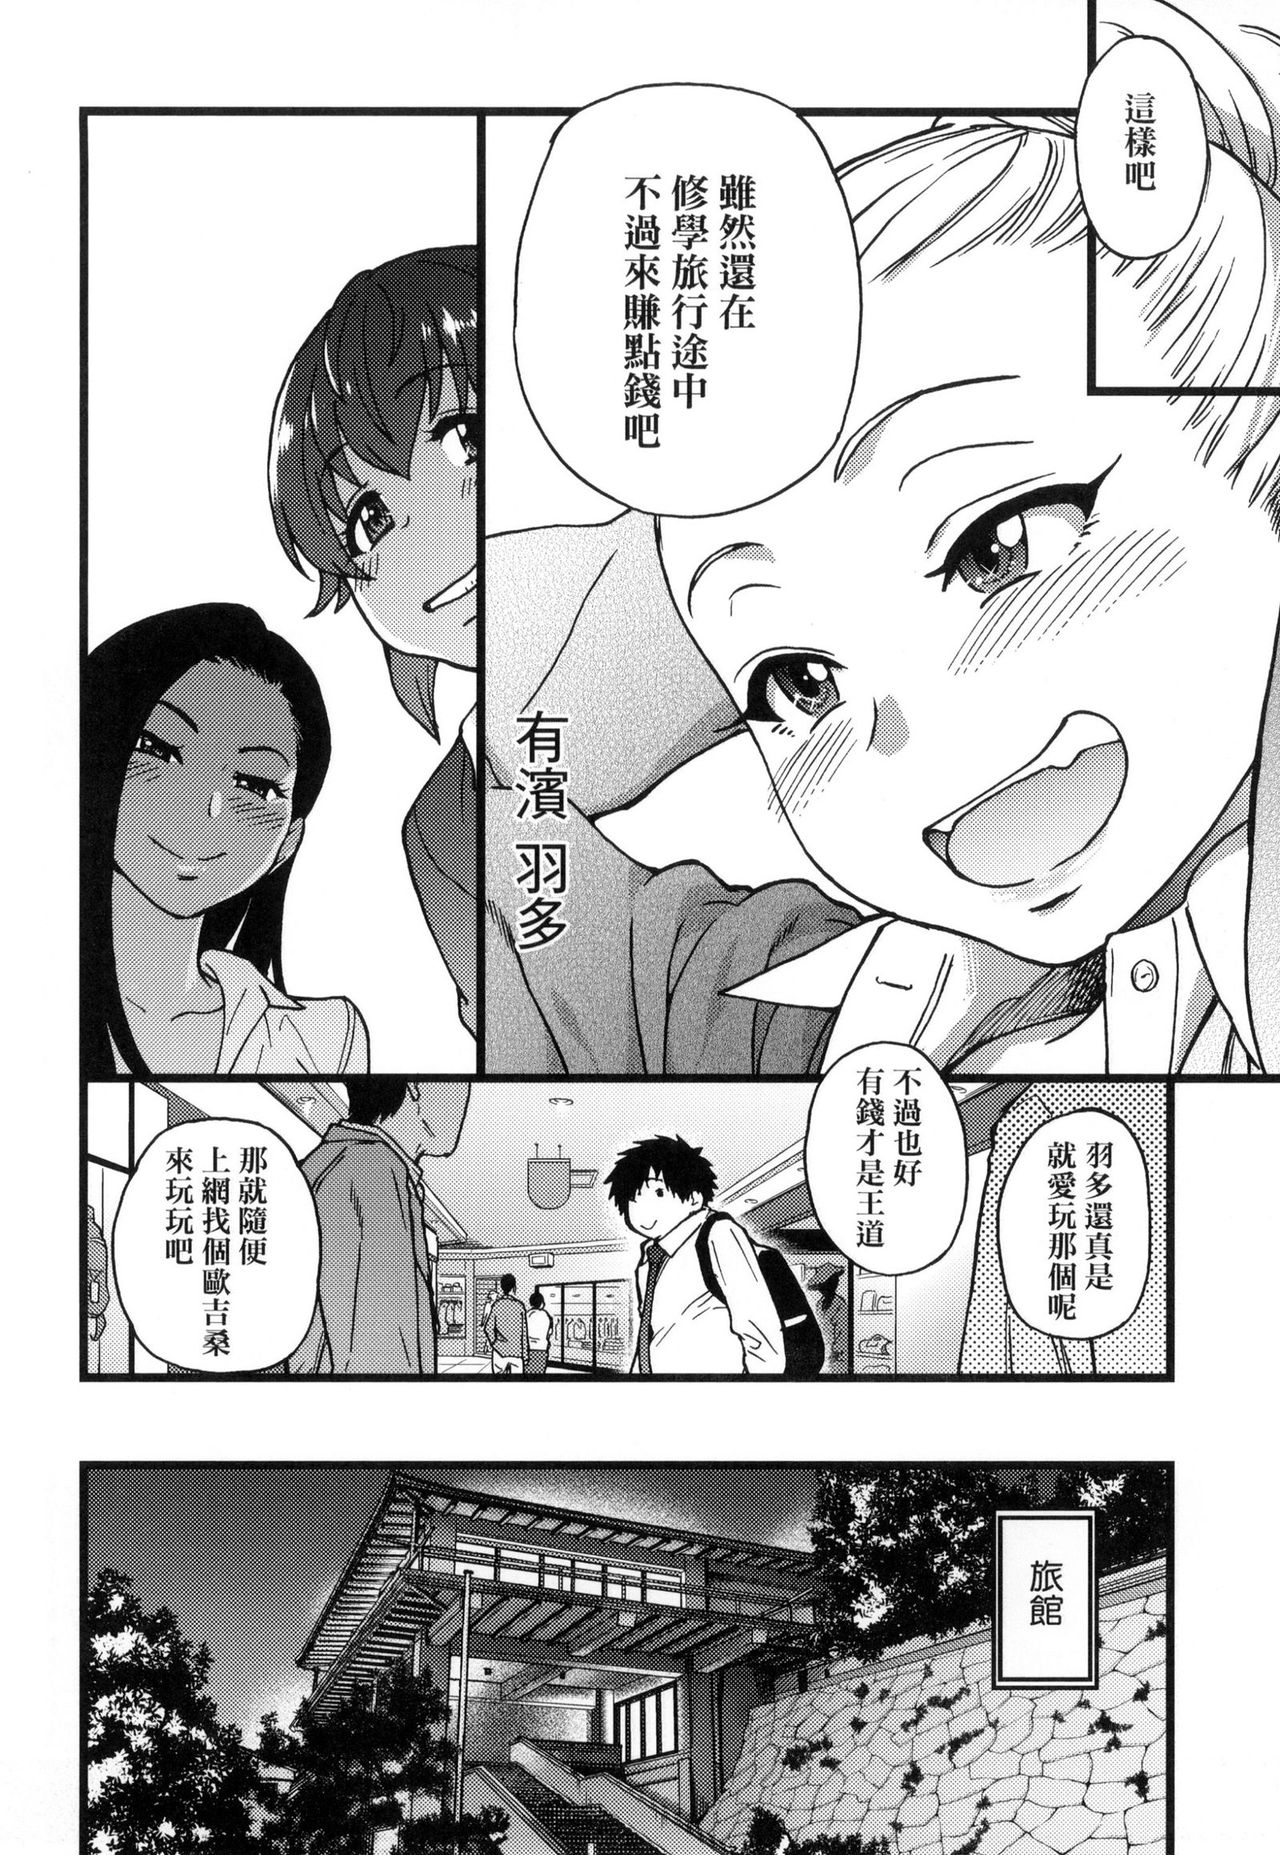 這樣吧
雖然還在
修學旅行途中
不過來賺點錢吧
有濱 羽多
羽多還真是
就愛玩那個呢
不過也好
有錢才是王道
那就隨便
上網找個歐吉桑
來玩玩吧
旅館